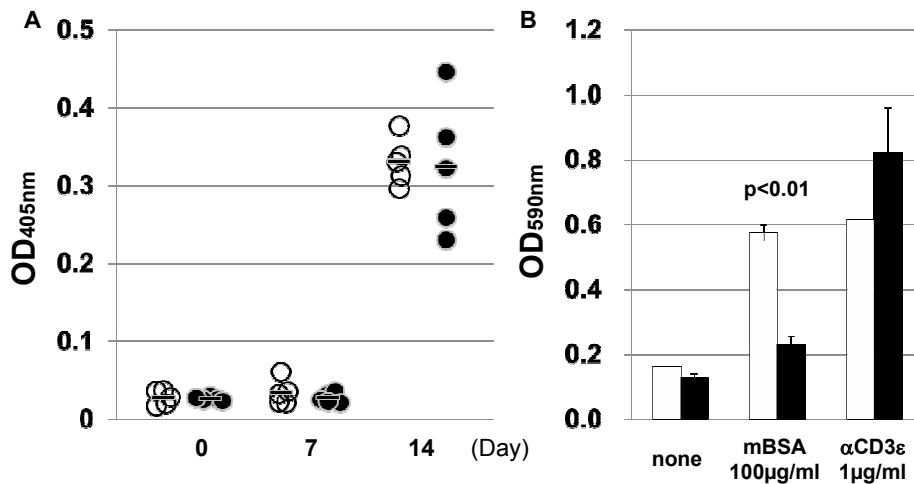 A
OD405nm
0.5
0.4
0.3
0.2
0.1
0
0 7 14 (Day)
B
OD590nm
1.2
1.0
0.8
0.6
0.4
0.2
0.0
p<0.01
none mBSA αCD3ε
100μg/ml 1μg/ml